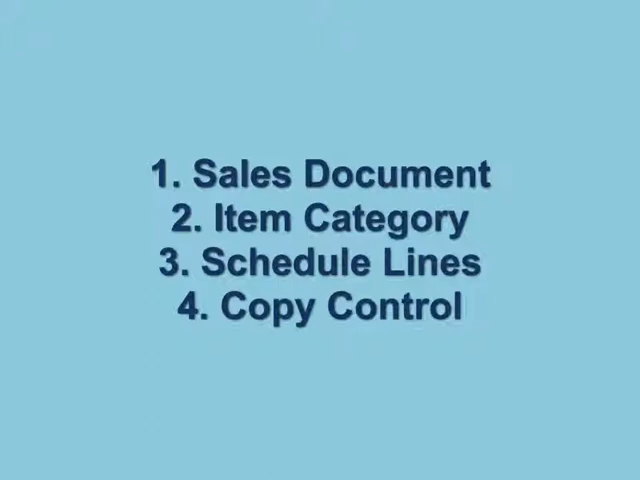 1. Sales Document
2. Item Category
3. Schedule Lines
4. Copy Control